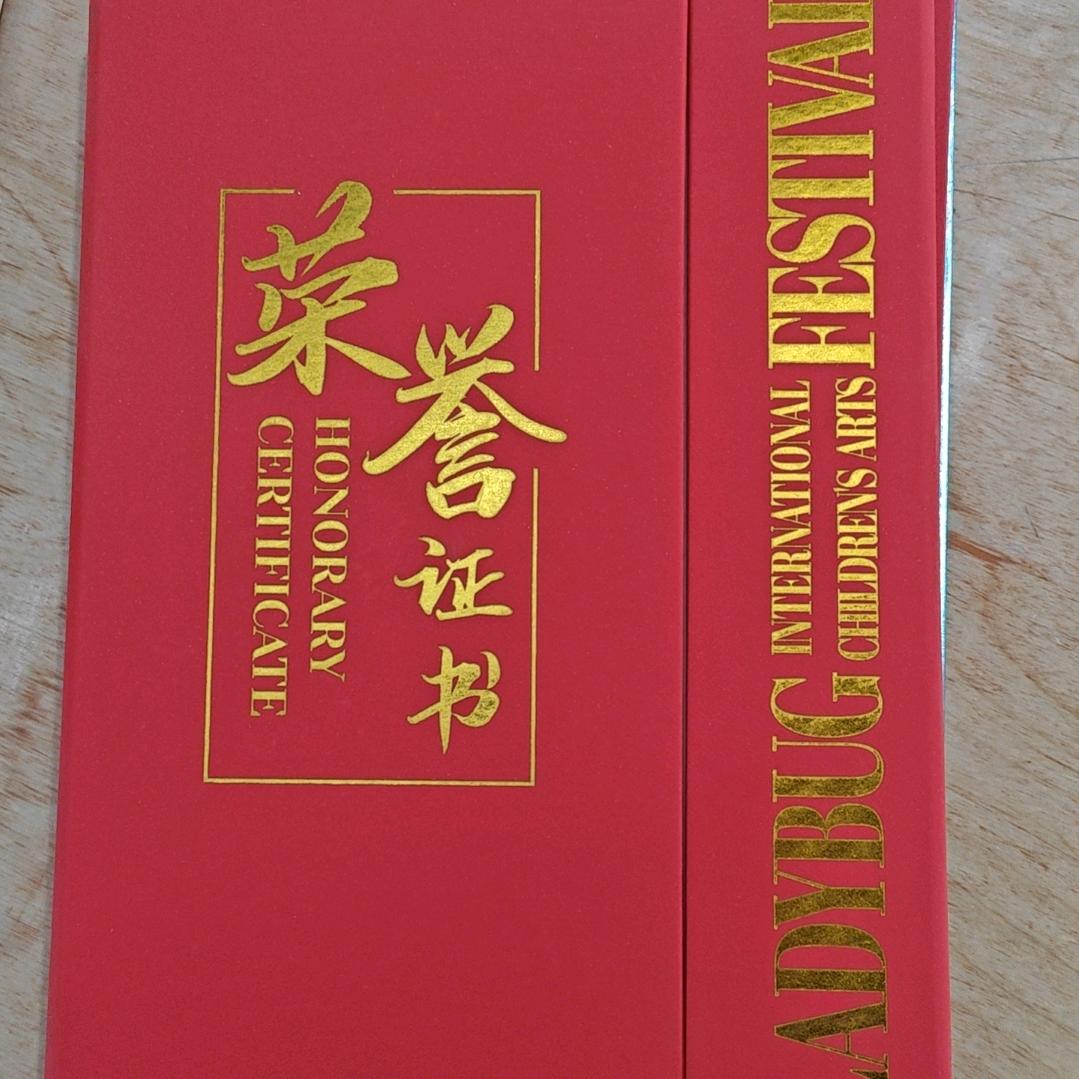 荣誉证书
HONORARY
CERTIFICATE
LADYBUG
INTERNATIONAL
CHILDREN'S ARTS
FESTIVAL